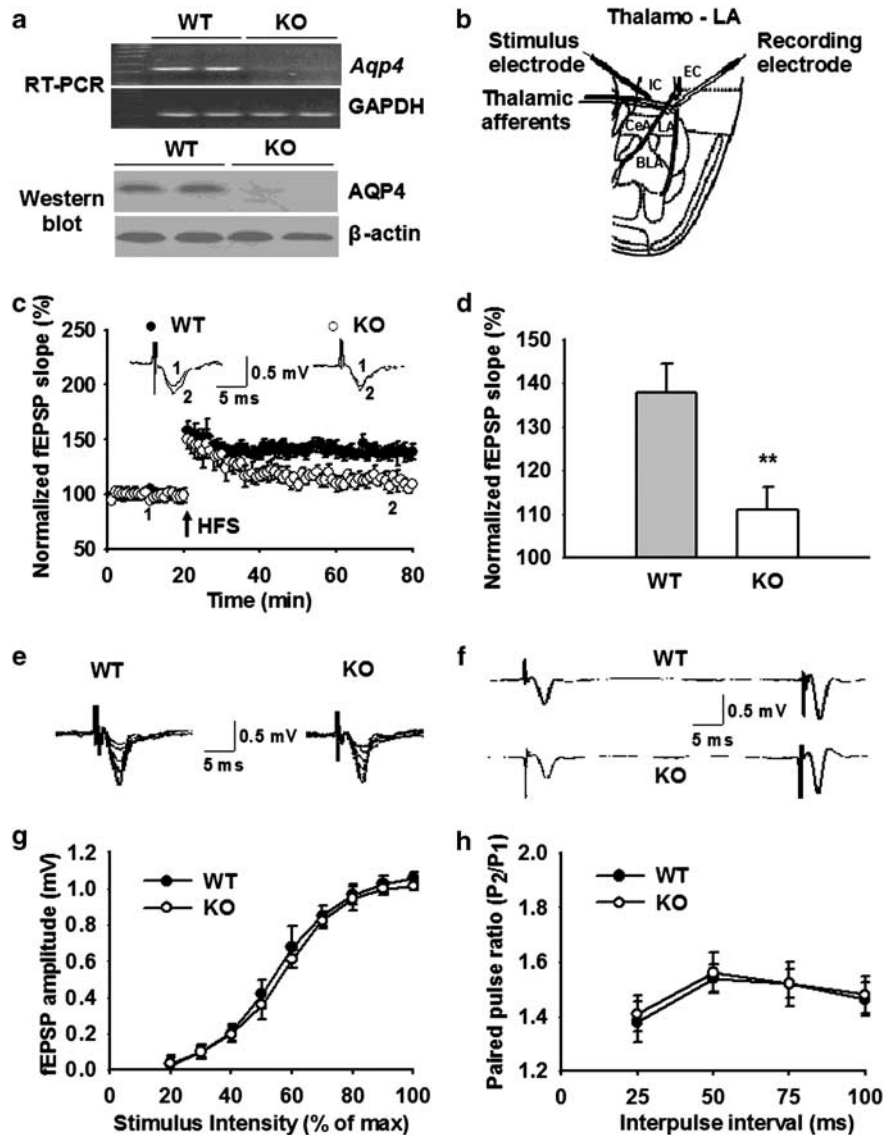 a
WT KO
RT-PCR
Aqp4
GAPDH
WT KO
Western blot
AQP4
β-actin
b
Thalamo - LA
Stimulus electrode
Recording electrode
Thalamic afferents
IC
EC
CeA
LA
BLA
c
Normalized fEPSP slope (%)
250
200
150
100
50
WT
KO
1
2
0.5 mV
5 ms
1
2
1
2
HFS
0 20 40 60 80
Time (min)
d
Normalized fEPSP slope (%)
150
140
130
120
110
100
**
WT KO
e
WT
KO
0.5 mV
5 ms
f
WT
0.5 mV
5 ms
KO
g
fEPSP amplitude (mV)
1.2
1.0
0.8
0.6
0.4
0.2
0.0
WT
KO
0 20 40 60 80 100
Stimulus Intensity (% of max)
h
Paired pulse ratio (P2/P1)
2.0
1.8
1.6
1.4
1.2
WT
KO
0 25 50 75 100
Interpulse interval (ms)